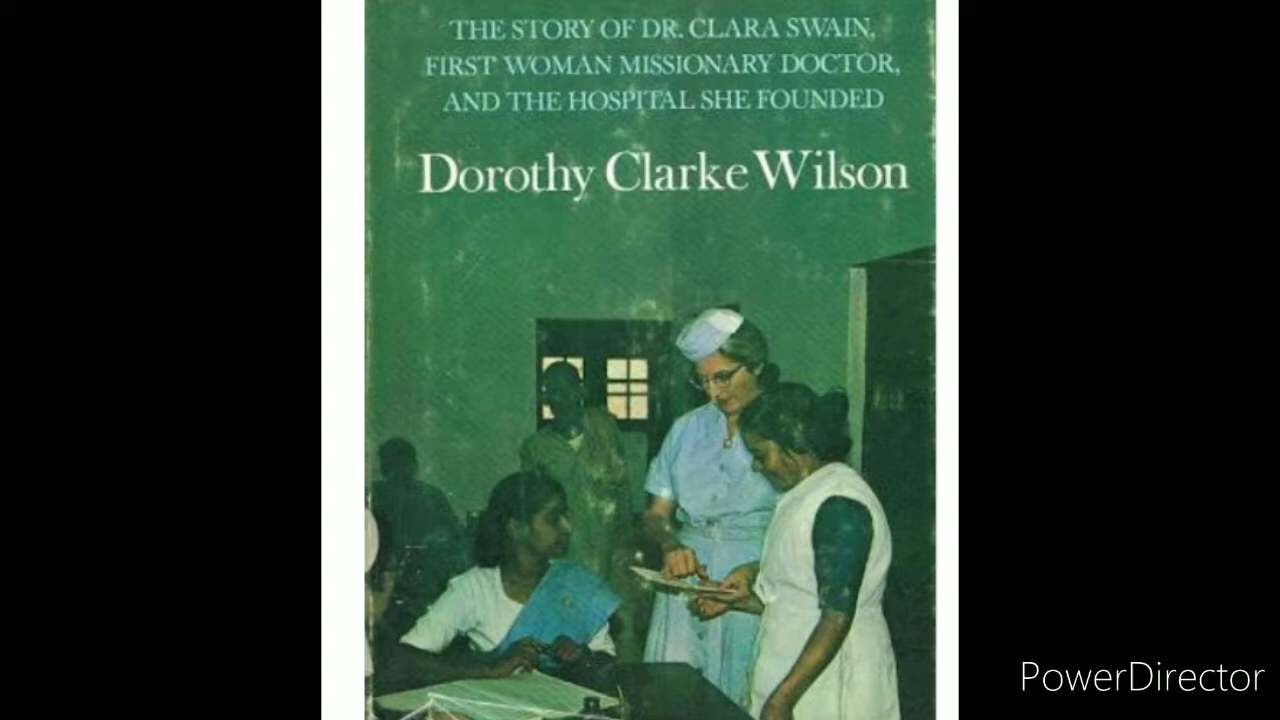 THE STORY OF DR. CLARA SWAIN,
FIRST WOMAN MISSIONARY DOCTOR,
AND THE HOSPITAL SHE FOUNDED
Dorothy Clarke Wilson
PowerDirector